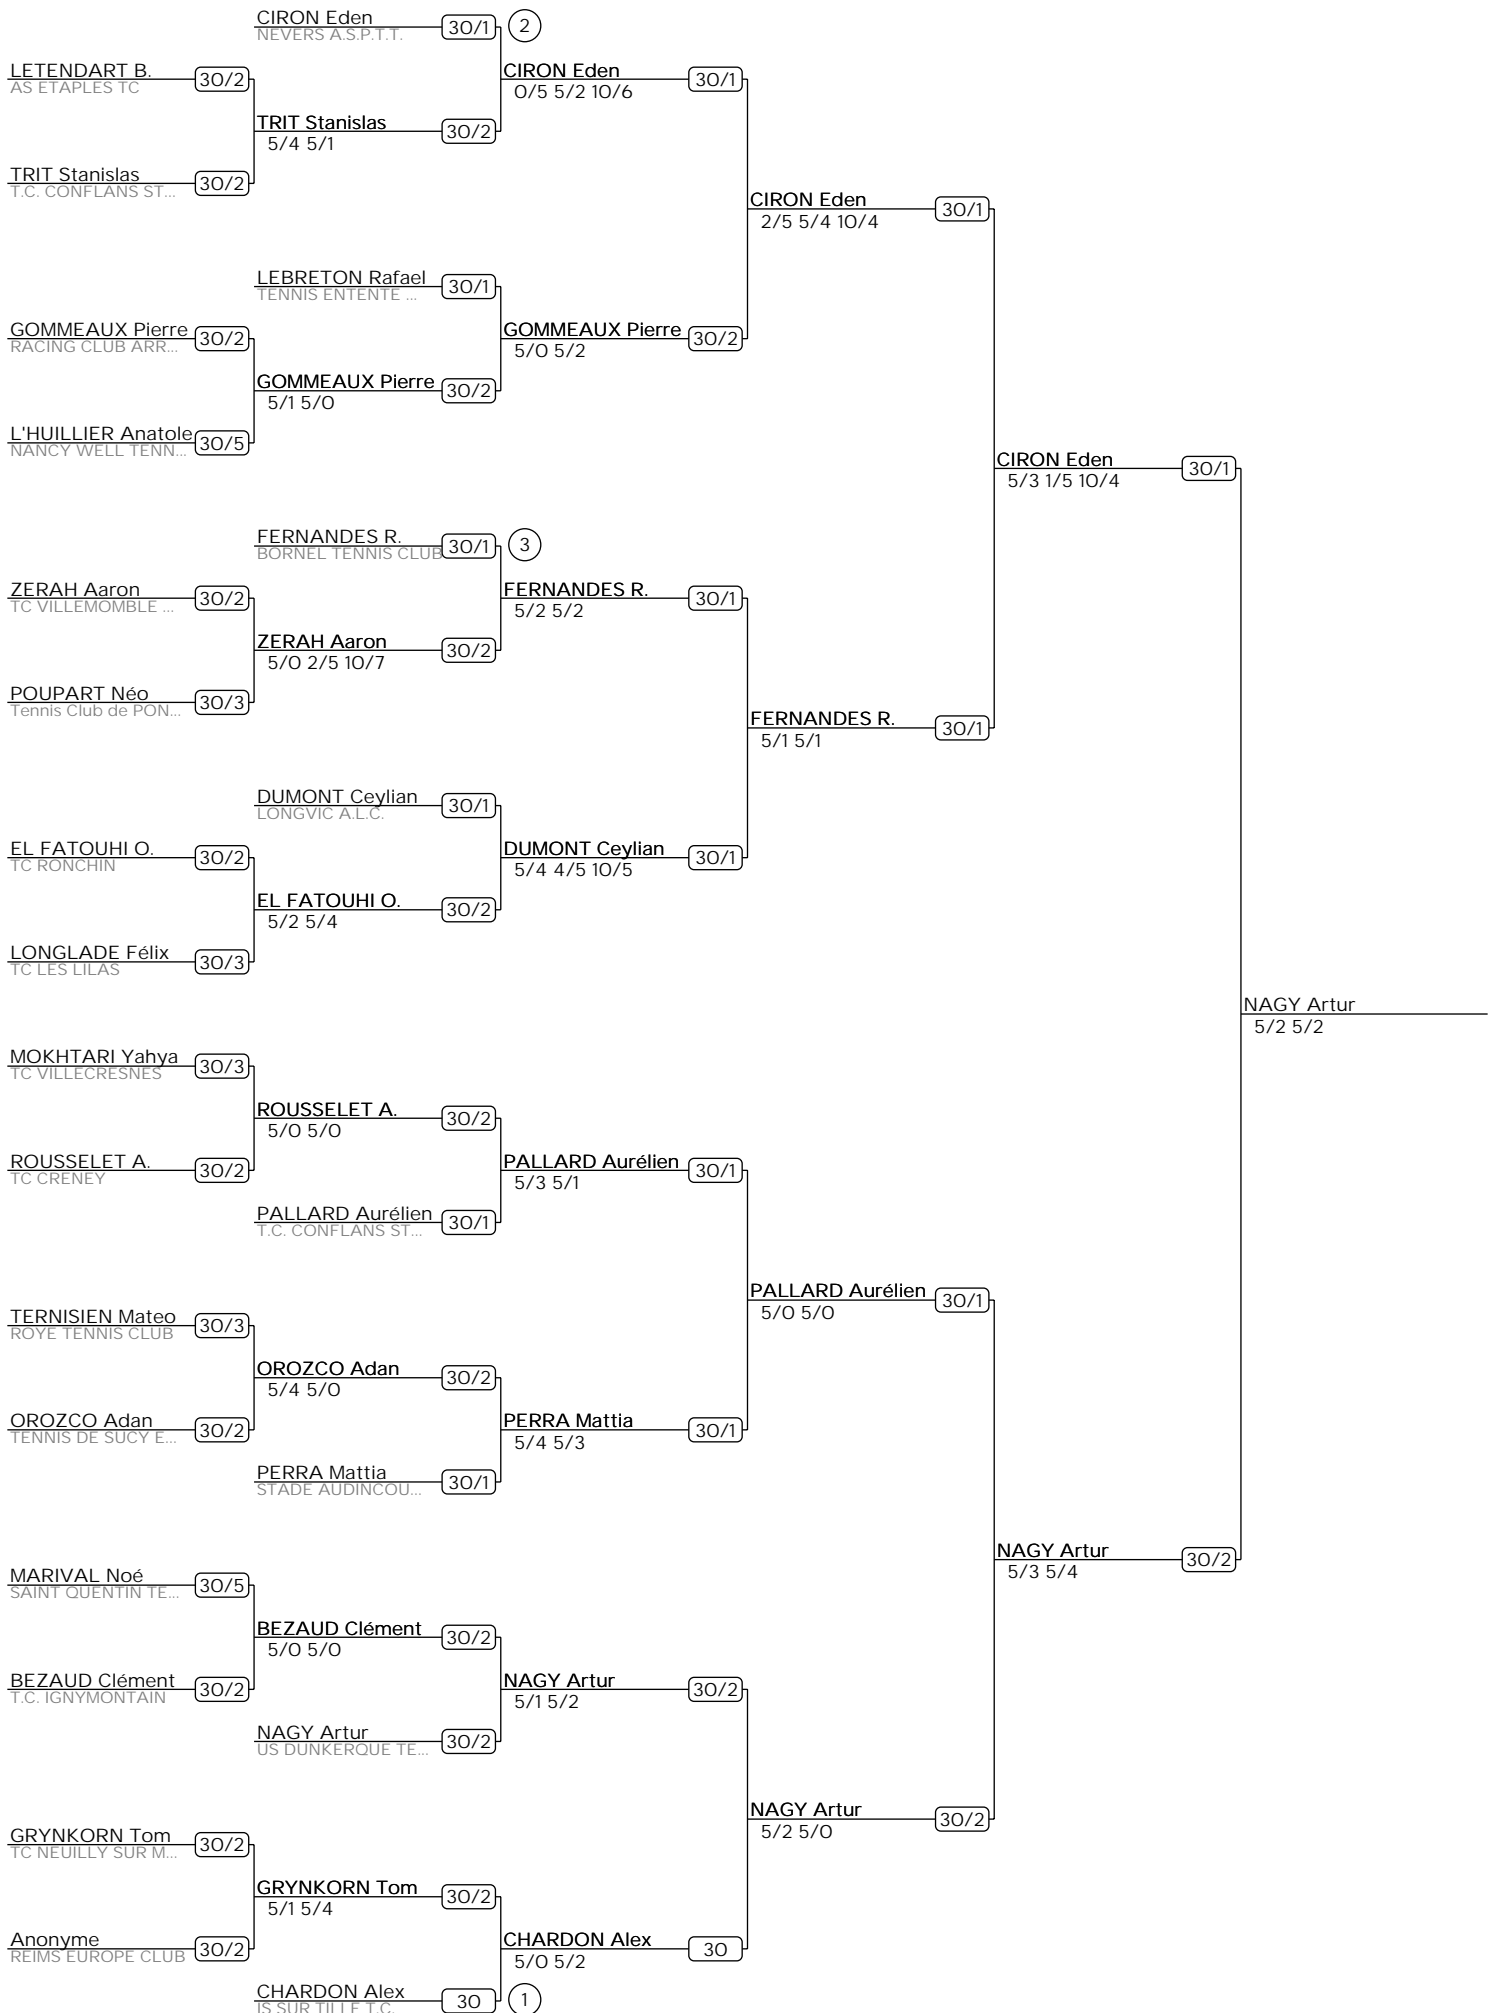 CIRON Eden 30/1 2
NEVERS A.S.P.T.T.
LETENDART B. 30/2
AS ETAPLES TC
CIRON Eden 30/1
0/5 5/2 10/6
TRIT Stanislas 30/2
5/4 5/1
TRIT Stanislas 30/2
T.C. CONFLANS ST...
CIRON Eden 30/1
2/5 5/4 10/4
LEBRETON Rafael 30/1
TENNIS ENTENTE ...
GOMMEAUX Pierre 30/2
RACING CLUB ARR...
GOMMEAUX Pierre 30/2
5/0 5/2
GOMMEAUX Pierre 30/2
5/1 5/0
L'HUILLIER Anatole 30/5
NANCY WELL TENN...
CIRON Eden 30/1
5/3 1/5 10/4
FERNANDES R. 30/1 3
BORNEL TENNIS CLUB
ZERAH Aaron 30/2
TC VILLEMOMBLE ...
FERNANDES R. 30/1
5/2 5/2
ZERAH Aaron 30/2
5/0 2/5 10/7
POUPART Néo 30/3
Tennis Club de PON...
FERNANDES R. 30/1
5/1 5/1
DUMONT Ceylian 30/1
LONGVIC A.L.C.
EL FATOUHI O. 30/2
TC RONCHIN
DUMONT Ceylian 30/1
5/4 4/5 10/5
EL FATOUHI O. 30/2
5/2 5/4
LONGLADE Félix 30/3
TC LES LILAS
NAGY Artur
5/2 5/2
MOKHTARI Yahya 30/3
TC VILLECRESNES
ROUSSELET A. 30/2
5/0 5/0
ROUSSELET A. 30/2
TC CRENEY
PALLARD Aurélien 30/1
5/3 5/1
PALLARD Aurélien 30/1
T.C. CONFLANS ST...
PALLARD Aurélien 30/1
5/0 5/0
TERNISIEN Mateo 30/3
ROYE TENNIS CLUB
OROZCO Adan 30/2
5/4 5/0
OROZCO Adan 30/2
TENNIS DE SUCY E...
PERRA Mattia 30/1
5/4 5/3
PERRA Mattia 30/1
STADE AUDINCOU...
NAGY Artur 30/2
5/3 5/4
MARIVAL Noé 30/5
SAINT QUENTIN TE...
BEZAUD Clément 30/2
5/0 5/0
BEZAUD Clément 30/2
T.C. IGNYMONTAIN
NAGY Artur 30/2
5/1 5/2
NAGY Artur 30/2
US DUNKERQUE TE...
NAGY Artur 30/2
5/2 5/0
GRYNKORN Tom 30/2
TC NEUILLY SUR M...
GRYNKORN Tom 30/2
5/1 5/4
Anonyme 30/2
REIMS EUROPE CLUB
CHARDON Alex 30
5/0 5/2
CHARDON Alex 30 1
IS SUR TILLE T.C.